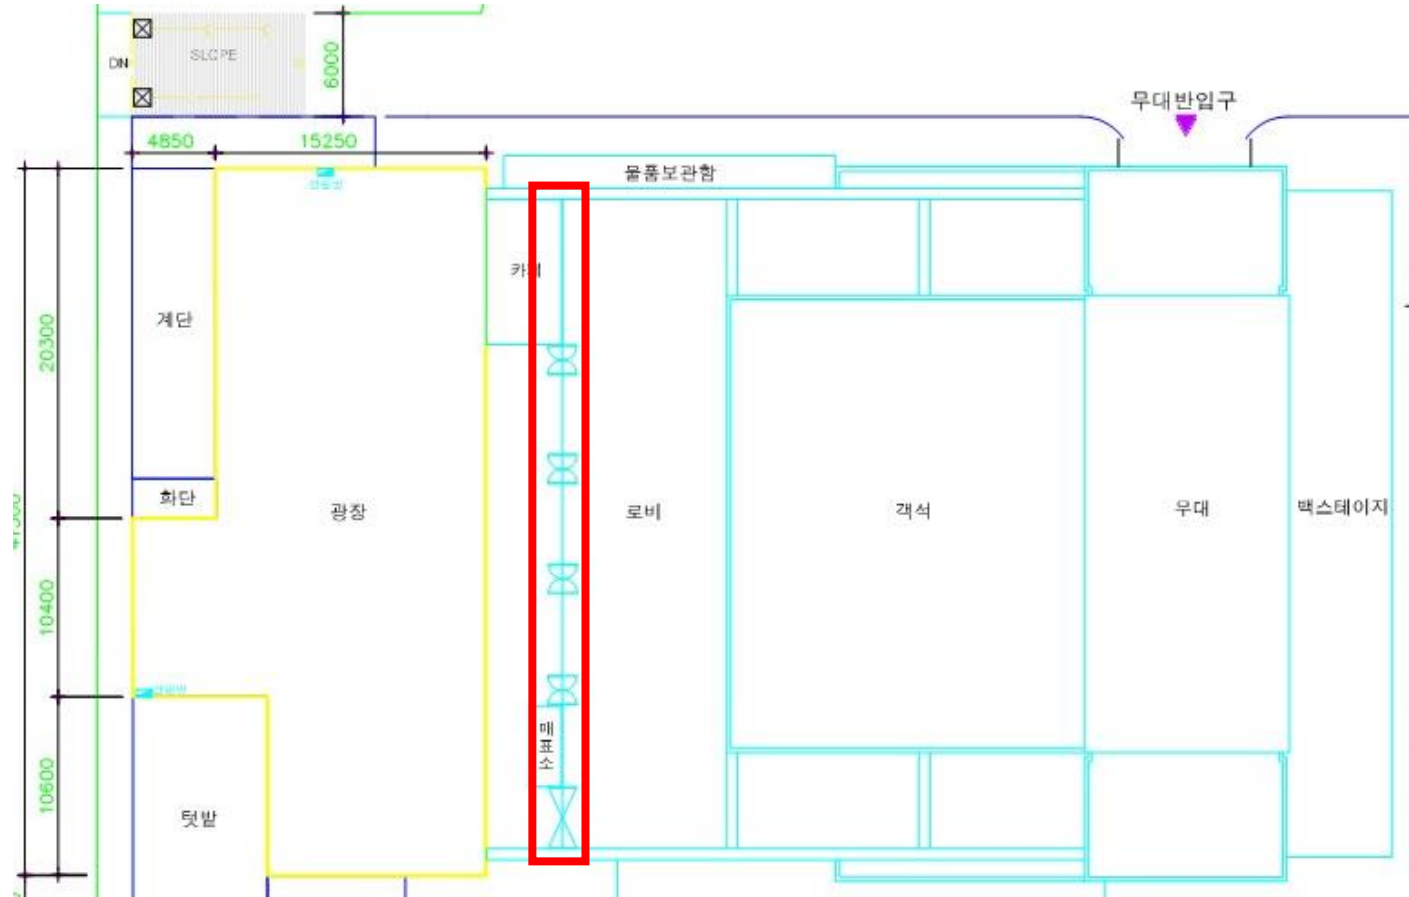 SLOPE
DN
6000
무대반입구
4850
15250
물품보관함
20300
계단
화단
광장
로비
객석
무대
백스테이지
10400
매표소
10600
텃밭